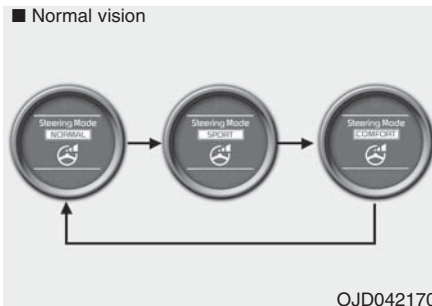 ■ Normal vision
Steering Mode
NORMAL
Steering Mode
SPORT
Steering Mode
COMFORT
OJD042170